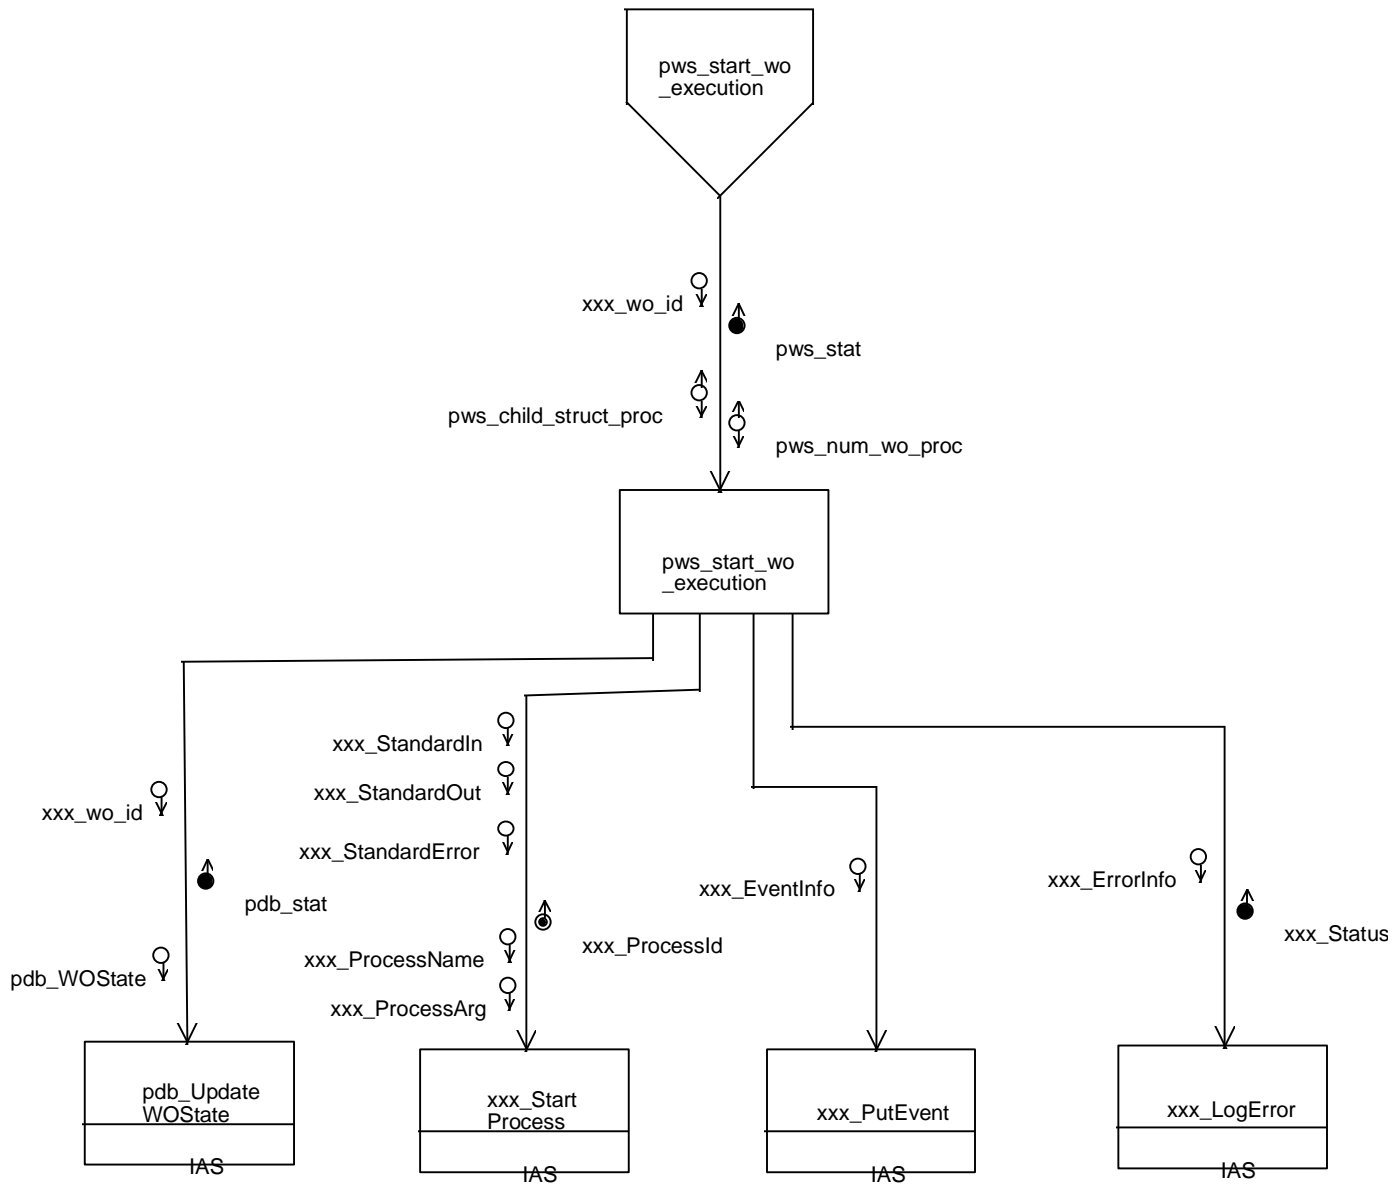 pws_start_wo
_execution
xxx_wo_id
pws_stat
pws_child_struct_proc
pws_num_wo_proc
pws_start_wo
_execution
xxx_StandardIn
xxx_StandardOut
xxx_wo_id
xxx_StandardError
xxx_EventInfo
xxx_ErrorInfo
pdb_stat
xxx_Status
xxx_ProcessId
xxx_ProcessName
pdb_WOState
xxx_ProcessArg
pdb_Update
WOState
IAS
xxx_Start
Process
IAS
xxx_PutEvent
IAS
xxx_LogError
IAS